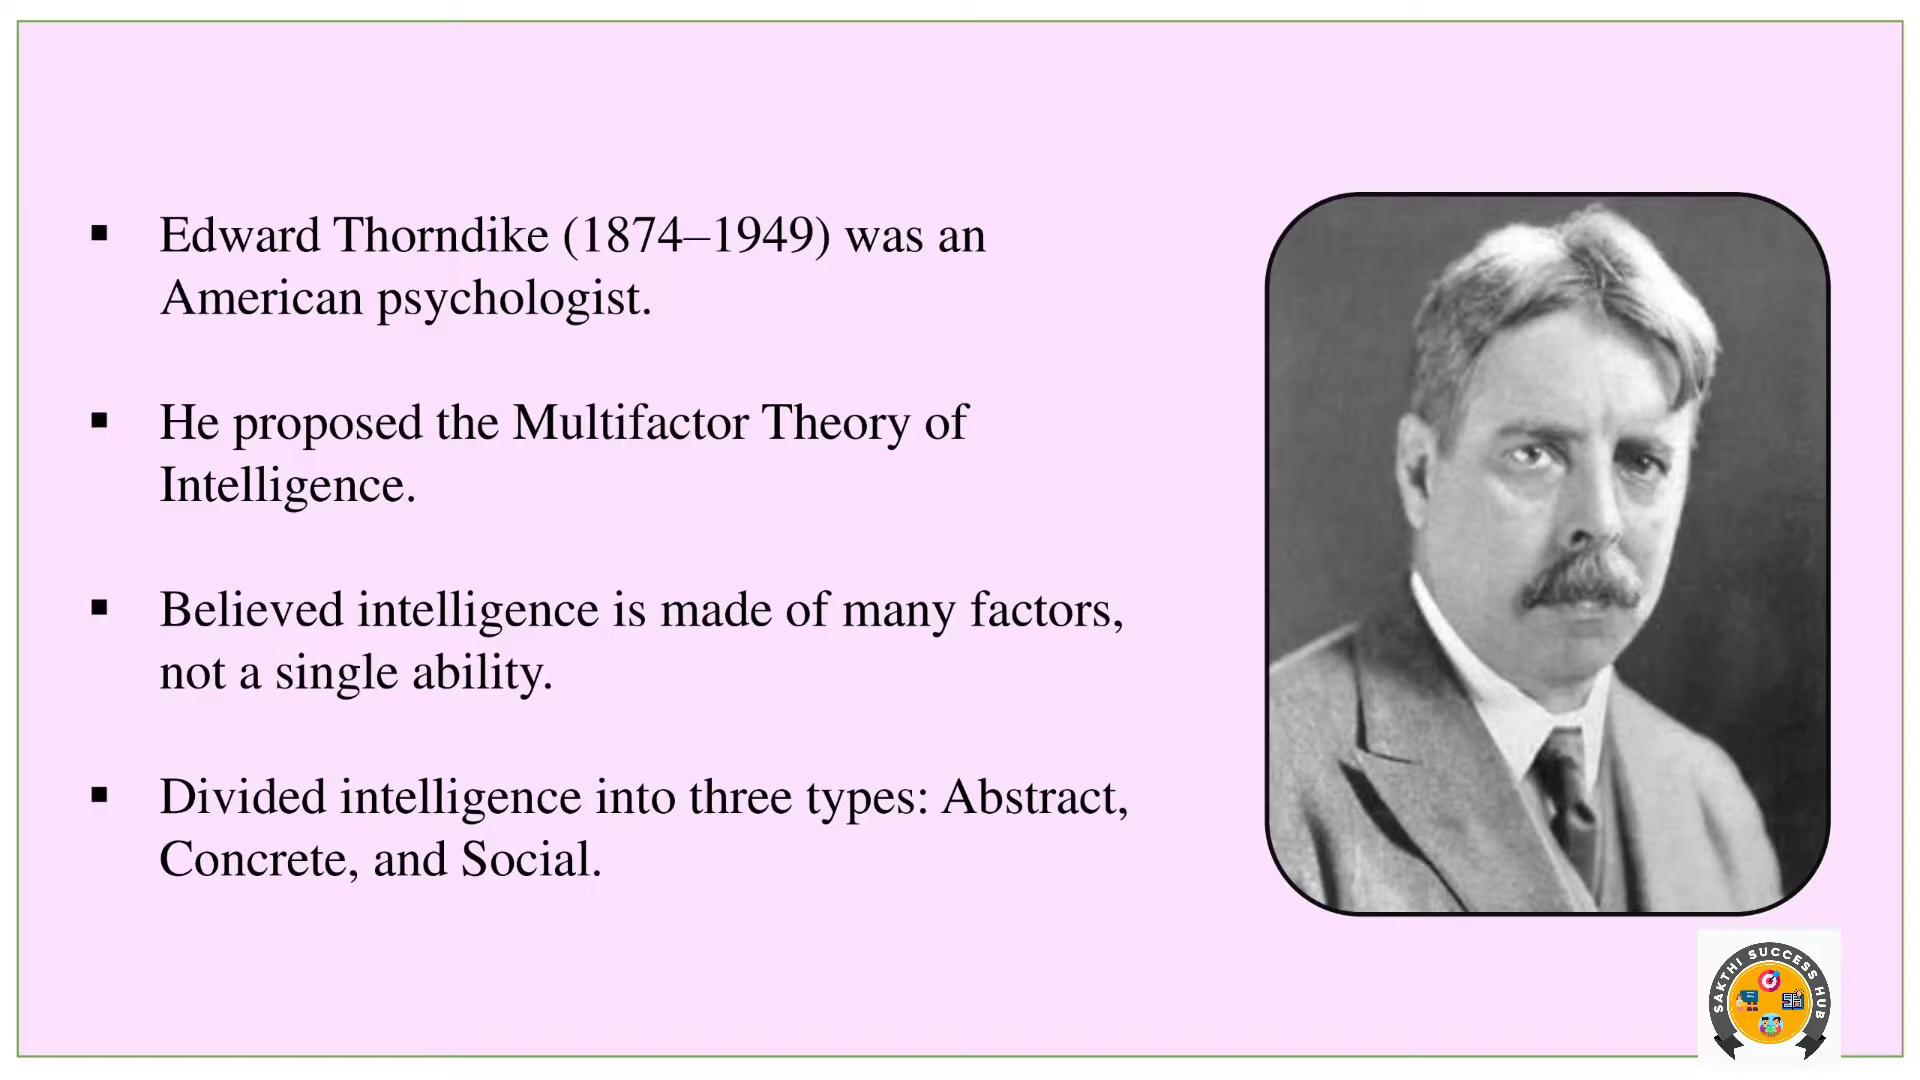 ▪ Edward Thorndike (1874–1949) was an
American psychologist.
▪ He proposed the Multifactor Theory of
Intelligence.
▪ Believed intelligence is made of many factors,
not a single ability.
▪ Divided intelligence into three types: Abstract,
Concrete, and Social.
SAKTHI SUCCESS HUB